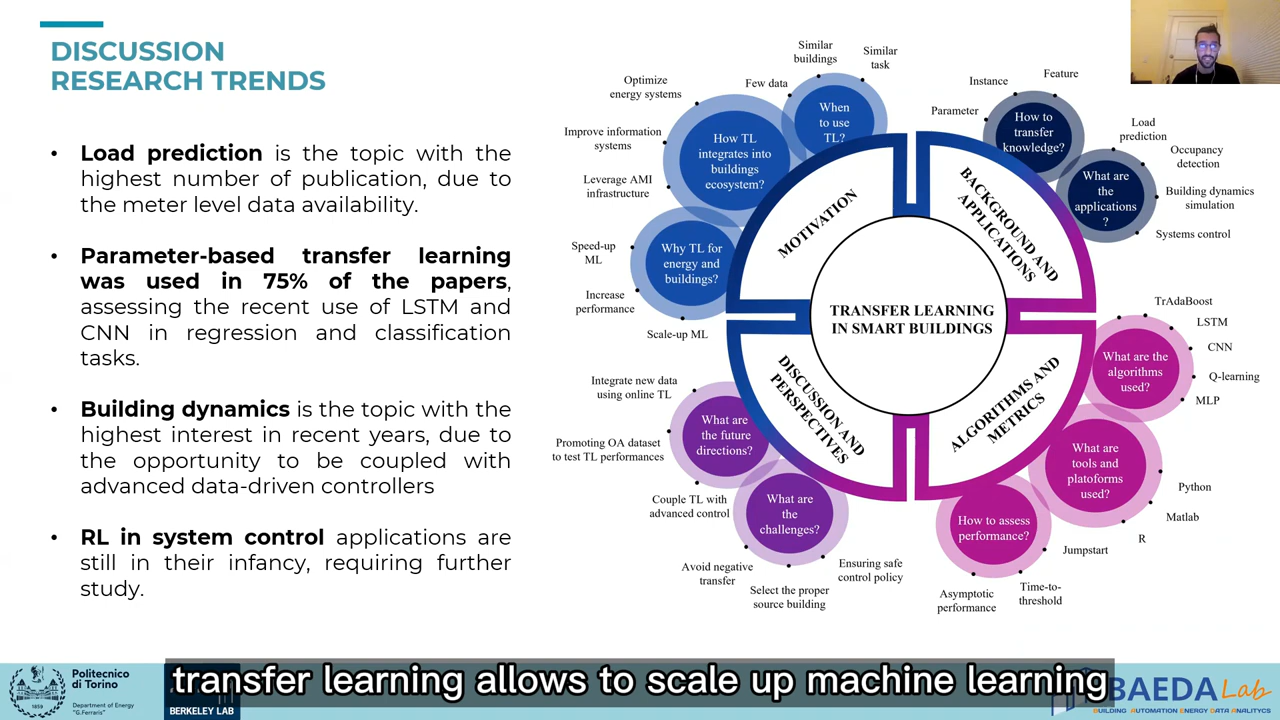 DISCUSSION
RESEARCH TRENDS
• Load prediction is the topic with the
highest number of publication, due to
the meter level data availability.
• Parameter-based transfer learning
was used in 75% of the papers,
assessing the recent use of LSTM and
CNN in regression and classification
tasks.
• Building dynamics is the topic with the
highest interest in recent years, due to
the opportunity to be coupled with
advanced data-driven controllers
• RL in system control applications are
still in their infancy, requiring further
study.
TRANSFER LEARNING
IN SMART BUILDINGS
MOTIVATION
When
to use
TL?
Few data
Similar
buildings
Similar
task
How TL
integrates into
buildings
ecosystem?
Optimize
energy systems
Improve information
systems
Leverage AMI
infrastructure
Why TL for
energy and
buildings?
Speed-up
ML
Increase
performance
Scale-up ML
BACKGROUND AND
APPLICATIONS
How to
transfer
knowledge?
Parameter
Instance
Feature
What are
the
applications
?
Load
prediction
Occupancy
detection
Building dynamics
simulation
Systems control
ALGORITHMS AND
METRICS
What are the
algorithms
used?
TrAdaBoost
LSTM
CNN
Q-learning
MLP
What are
tools and
platoforms
used?
Python
Matlab
R
How to assess
performance?
Jumpstart
Time-to-
threshold
Asymptotic
performance
DISCUSSION AND
PERSPECTIVES
What are
the future
directions?
Integrate new data
using online TL
Promoting OA dataset
to test TL performances
Couple TL with
advanced control
What are
the
challenges?
Avoid negative
transfer
Select the proper
source building
Ensuring safe
control policy
Politecnico
di Torino
1859
Department of Energy
"G.Ferraris"
BERKELEY LAB
transfer learning allows to scale up machine learning
BAEDA Lab
BUILDING AUTOMATION ENERGY DATA ANALITYCS